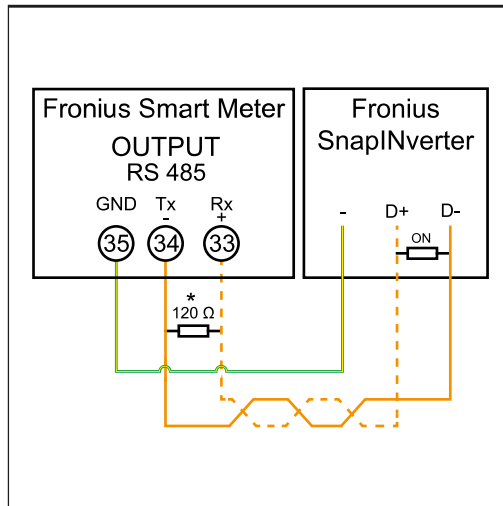 Fronius Smart Meter
OUTPUT
RS 485
GND Tx Rx
- +
35 34 33
*
120 Ω
Fronius
SnapINverter
- D+ D-
ON